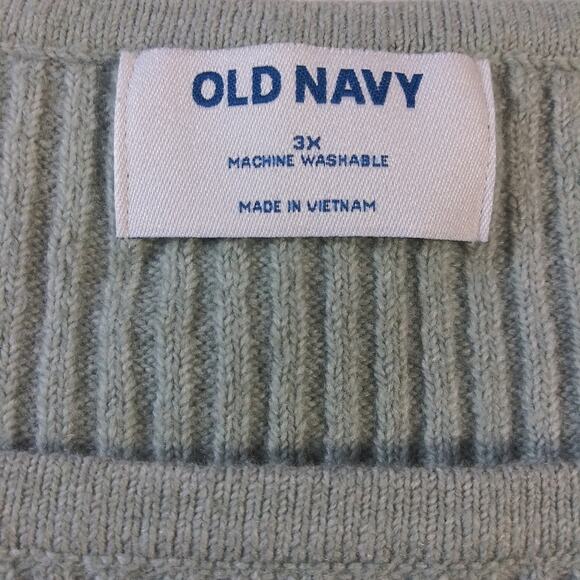 OLD NAVY
3X
MACHINE WASHABLE
MADE IN VIETNAM